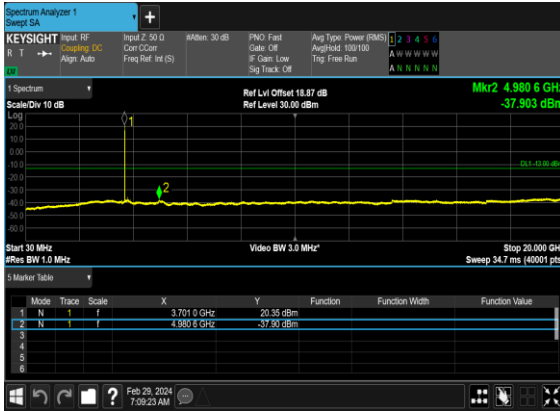 Spectrum Analyzer 1
Swept SA
+
KEYSIGHT
R T
LXI
Input: RF
Coupling: DC
Align: Auto
Input Z: 50 Ω
Corr CCorr
Freq Ref: Int (S)
#Atten: 30 dB
PNO: Fast
Gate: Off
IF Gain: Low
Sig Track: Off
Avg Type: Power (RMS)
Avg|Hold: 100/100
Trig: Free Run
1 2 3 4 5 6
A W W W W W
A N N N N N
1 Spectrum
Scale/Div 10 dB
Ref Lvl Offset 18.87 dB
Ref Level 30.00 dBm
Mkr2 4.980 6 GHz
-37.903 dBm
Log
20.0
10.0
0.00
-10.0
-20.0
-30.0
-40.0
-50.0
-60.0
1
2
DL1 -13.00 dBm
Start 30 MHz
#Res BW 1.0 MHz
Video BW 3.0 MHz*
Stop 20.000 GHz
Sweep 34.7 ms (40001 pts)
5 Marker Table
Mode Trace Scale X Y Function Function Width Function Value
1 N 1 f 3.701 0 GHz 20.35 dBm
2 N 1 f 4.980 6 GHz -37.90 dBm
3
4
5
6
?
Feb 29, 2024
7:09:23 AM